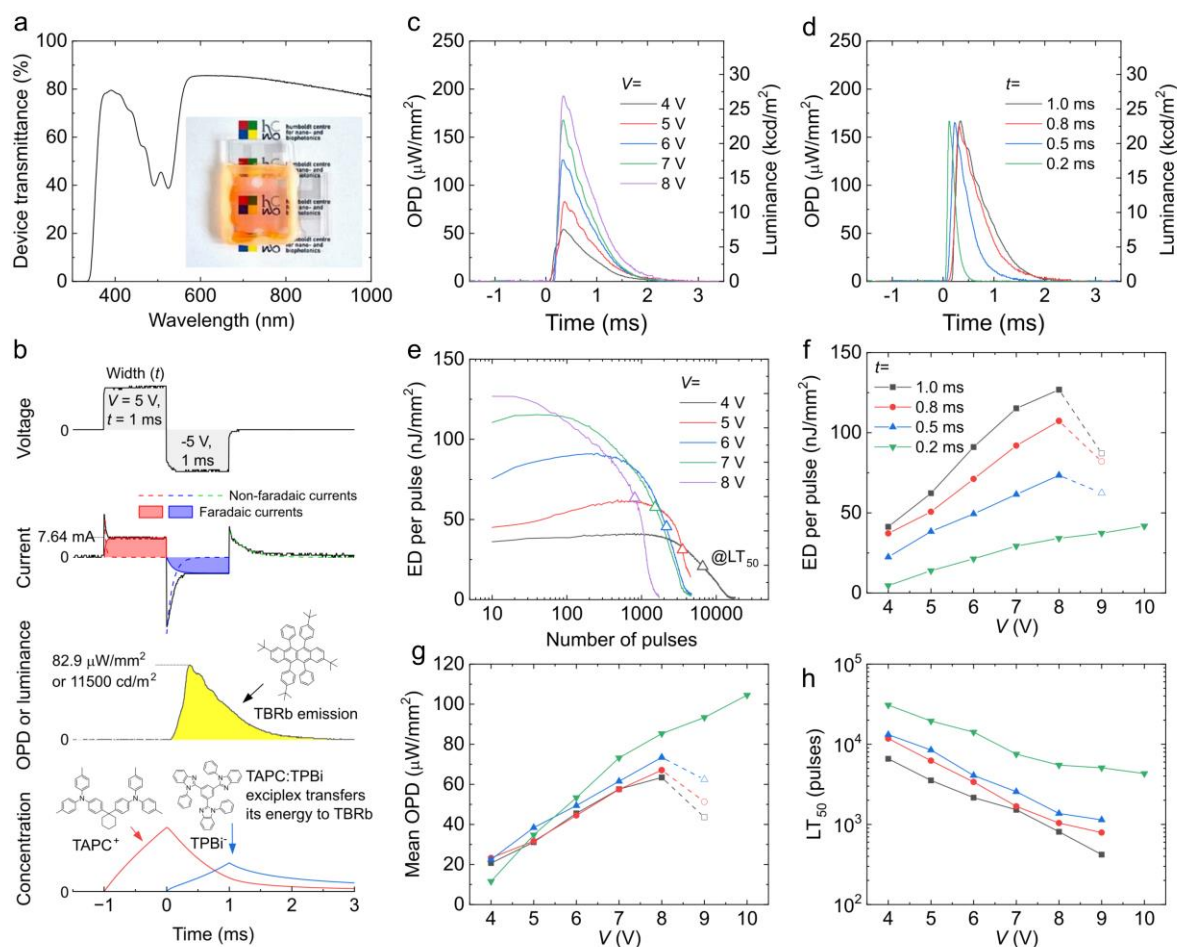 a
Device transmittance (%)
100
80
60
40
20
0
400
600
800
1000
Wavelength (nm)
humboldt centre
for nano- and
biophotonics
c
OPD (μW/mm²)
250
200
150
100
50
0
V=
4 V
5 V
6 V
7 V
8 V
30
25
20
15
10
5
0
Luminance (kcd/m²)
-1
0
1
2
3
Time (ms)
d
OPD (μW/mm²)
250
200
150
100
50
0
t=
1.0 ms
0.8 ms
0.5 ms
0.2 ms
30
25
20
15
10
5
0
Luminance (kcd/m²)
-1
0
1
2
3
Time (ms)
b
Voltage
0
Width (t)
V = 5 V,
t = 1 ms
-5 V,
1 ms
Current
7.64 mA
0
Non-faradaic currents
Faradaic currents
OPD or luminance
82.9 μW/mm²
or 11500 cd/m²
0
TBRb emission
Concentration
0
TAPC⁺
TAPC:TPBi
exciplex transfers
its energy to TBRb
TPBi⁻
−1
0
1
2
3
Time (ms)
e
ED per pulse (nJ/mm²)
150
100
50
0
V=
4 V
5 V
6 V
7 V
8 V
@LT₅₀
10
100
1000
10000
Number of pulses
f
ED per pulse (nJ/mm²)
150
100
50
0
t=
1.0 ms
0.8 ms
0.5 ms
0.2 ms
4
5
6
7
8
9
10
V (V)
g
Mean OPD (μW/mm²)
120
100
80
60
40
20
0
4
5
6
7
8
9
10
V (V)
h
LT₅₀ (pulses)
10⁵
10⁴
10³
10²
4
5
6
7
8
9
10
V (V)